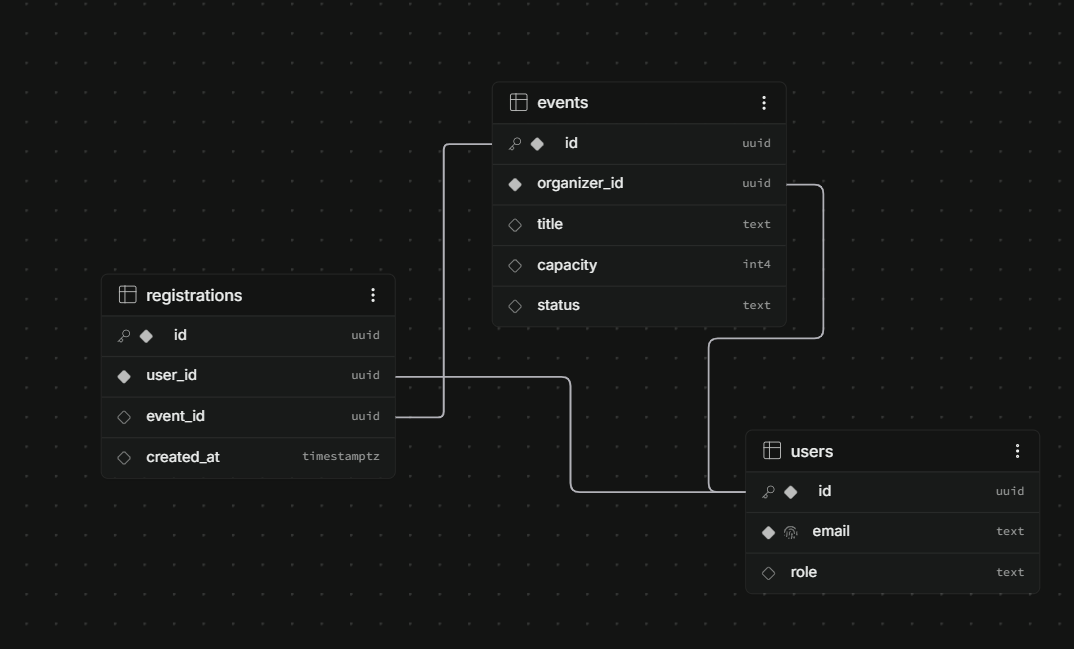 events
id uuid
organizer_id uuid
title text
capacity int4
status text
registrations
id uuid
user_id uuid
event_id uuid
created_at timestamptz
users
id uuid
email text
role text